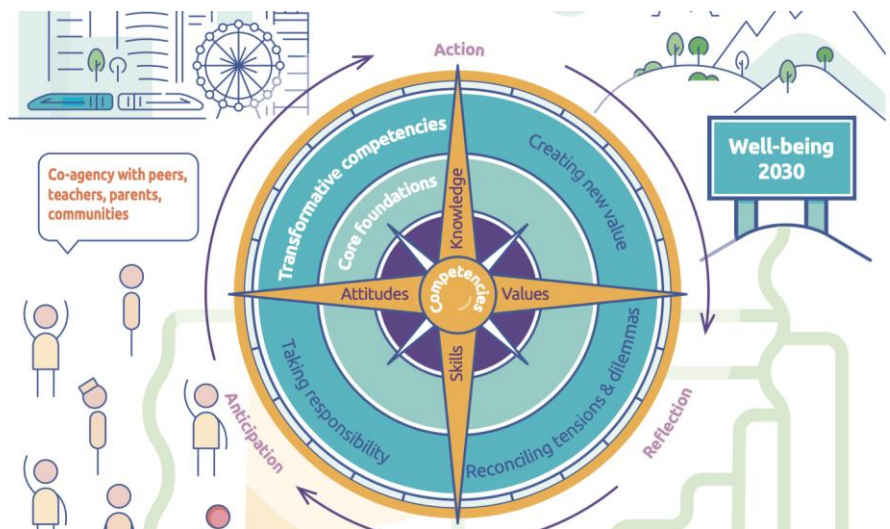 Action
Co-agency with peers,
teachers, parents,
communities
Well-being
2030
Transformative competencies
Creating new value
Core foundations
Knowledge
Competencies
Attitudes
Values
Skills
Taking responsibility
Reconciling tensions & dilemmas
Anticipation
Reflection